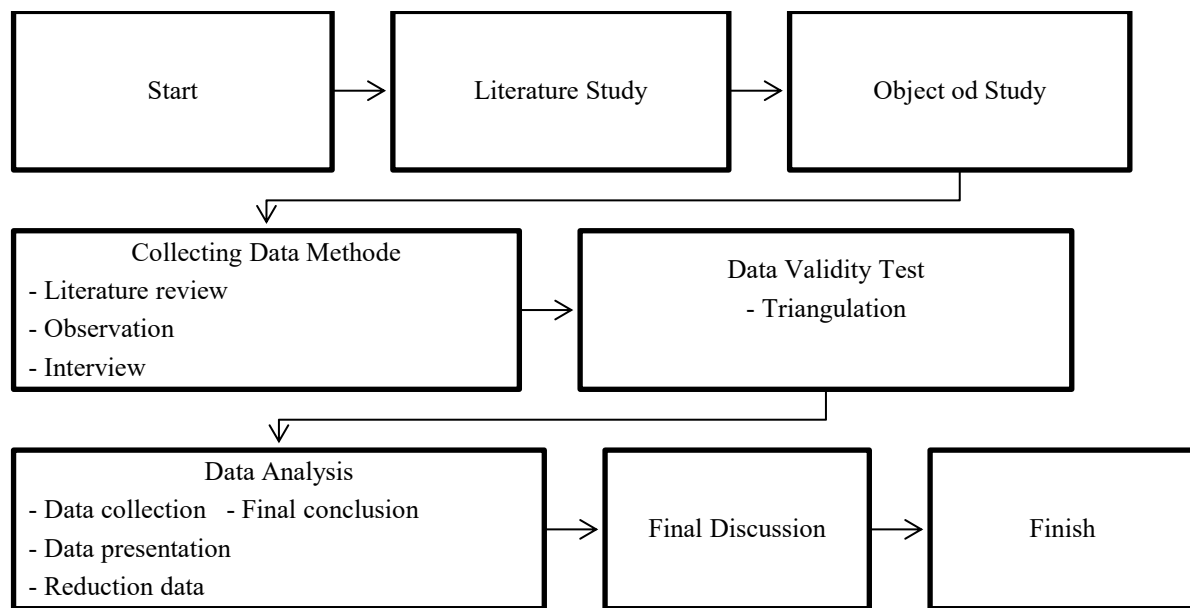 Start
Literature Study
Object od Study
Collecting Data Methode
- Literature review
- Observation
- Interview
Data Validity Test
- Triangulation
Data Analysis
- Data collection - Final conclusion
- Data presentation
- Reduction data
Final Discussion
Finish